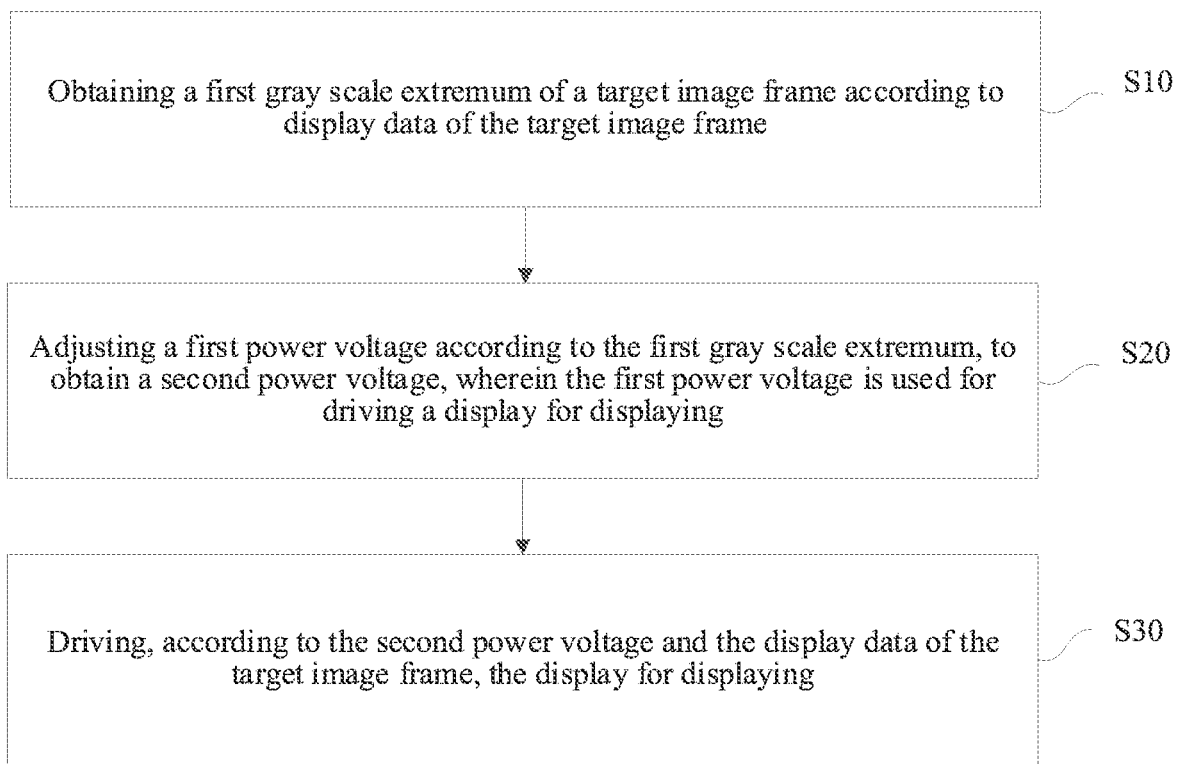 Obtaining a first gray scale extremum of a target image frame according to
display data of the target image frame
S10
Adjusting a first power voltage according to the first gray scale extremum, to
obtain a second power voltage, wherein the first power voltage is used for
driving a display for displaying
S20
Driving, according to the second power voltage and the display data of the
target image frame, the display for displaying
S30